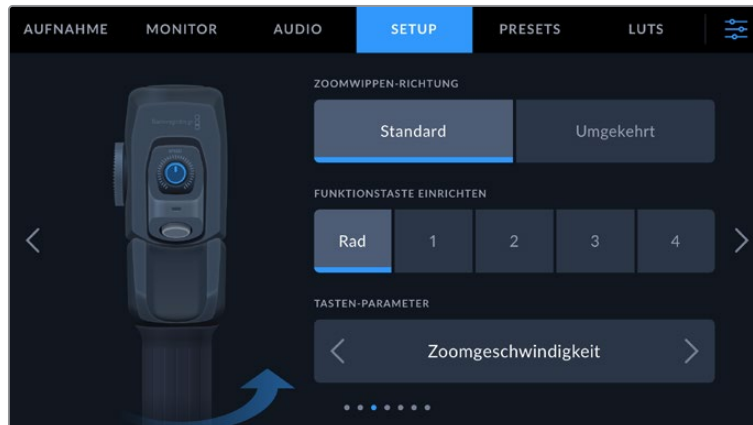 AUFNAHME MONITOR AUDIO SETUP PRESETS LUTS
ZOOMWIPPEN-RICHTUNG
Standard Umgekehrt
FUNKTIONSTASTE EINRICHTEN
Rad 1 2 3 4
TASTEN-PARAMETER
Zoomgeschwindigkeit